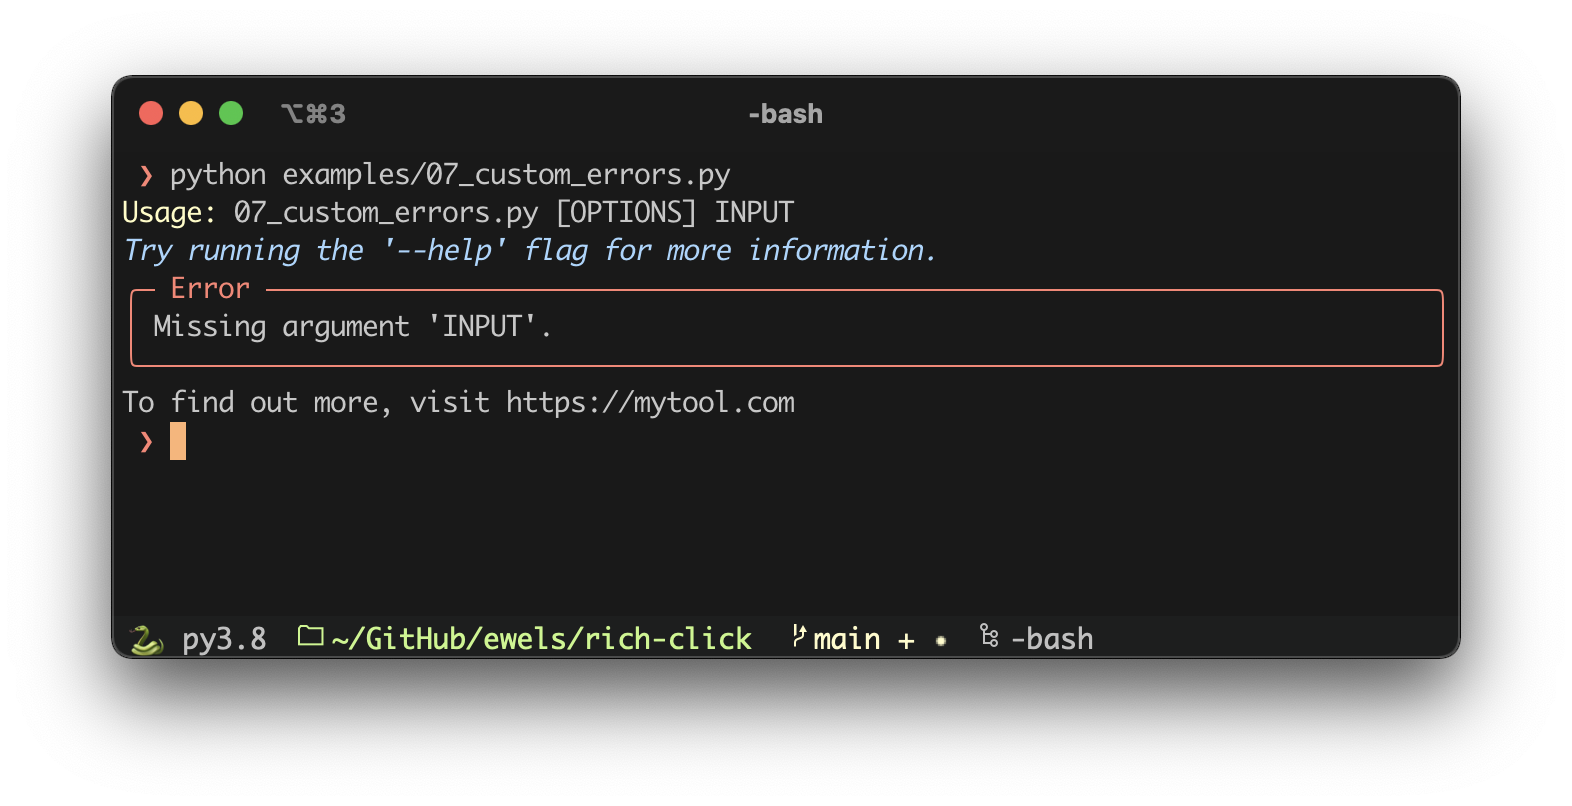 ⌥⌘3 -bash
❯ python examples/07_custom_errors.py
Usage: 07_custom_errors.py [OPTIONS] INPUT
Try running the '--help' flag for more information.
Error
Missing argument 'INPUT'.
To find out more, visit https://mytool.com
❯
py3.8 ~/GitHub/ewels/rich-click main + • -bash